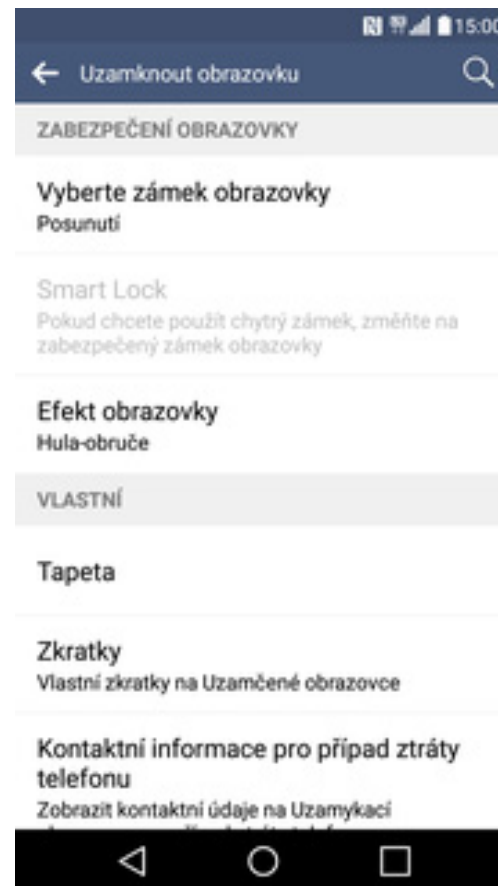 15:00
Uzamknout obrazovku
ZABEZPEČENÍ OBRAZOVKY
Vyberte zámek obrazovky
Posunutí
Smart Lock
Pokud chcete použít chytrý zámek, změňte na
zabezpečený zámek obrazovky
Efekt obrazovky
Hula-obruče
VLASTNÍ
Tapeta
Zkratky
Vlastní zkratky na Uzamčené obrazovce
Kontaktní informace pro případ ztráty
telefonu
Zobrazit kontaktní údaje na Uzamykací